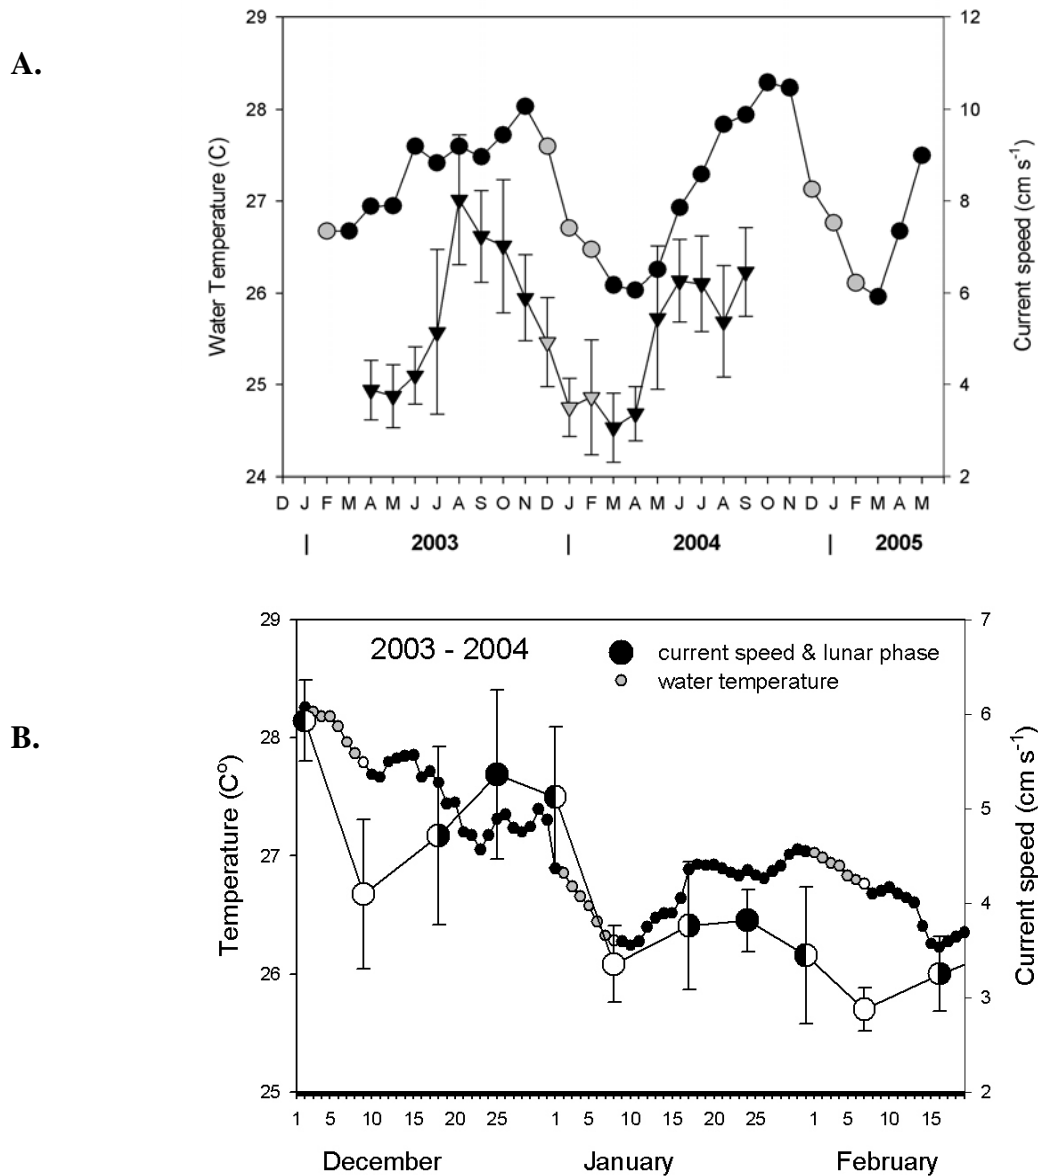 A.
29
28
27
26
25
24
Water Temperature (C)
12
10
8
6
4
2
Current speed (cm s-1)
D J F M A M J J A S O N D J F M A M J J A S O N D J F M A M
| 2003 | 2004 | 2005
B.
29
28
27
26
25
Temperature (Cº)
2003 - 2004
current speed & lunar phase
water temperature
7
6
5
4
3
2
Current speed (cm s-1)
1 5 10 15 20 25 1 5 10 15 20 25 1 5 10 15
December January February